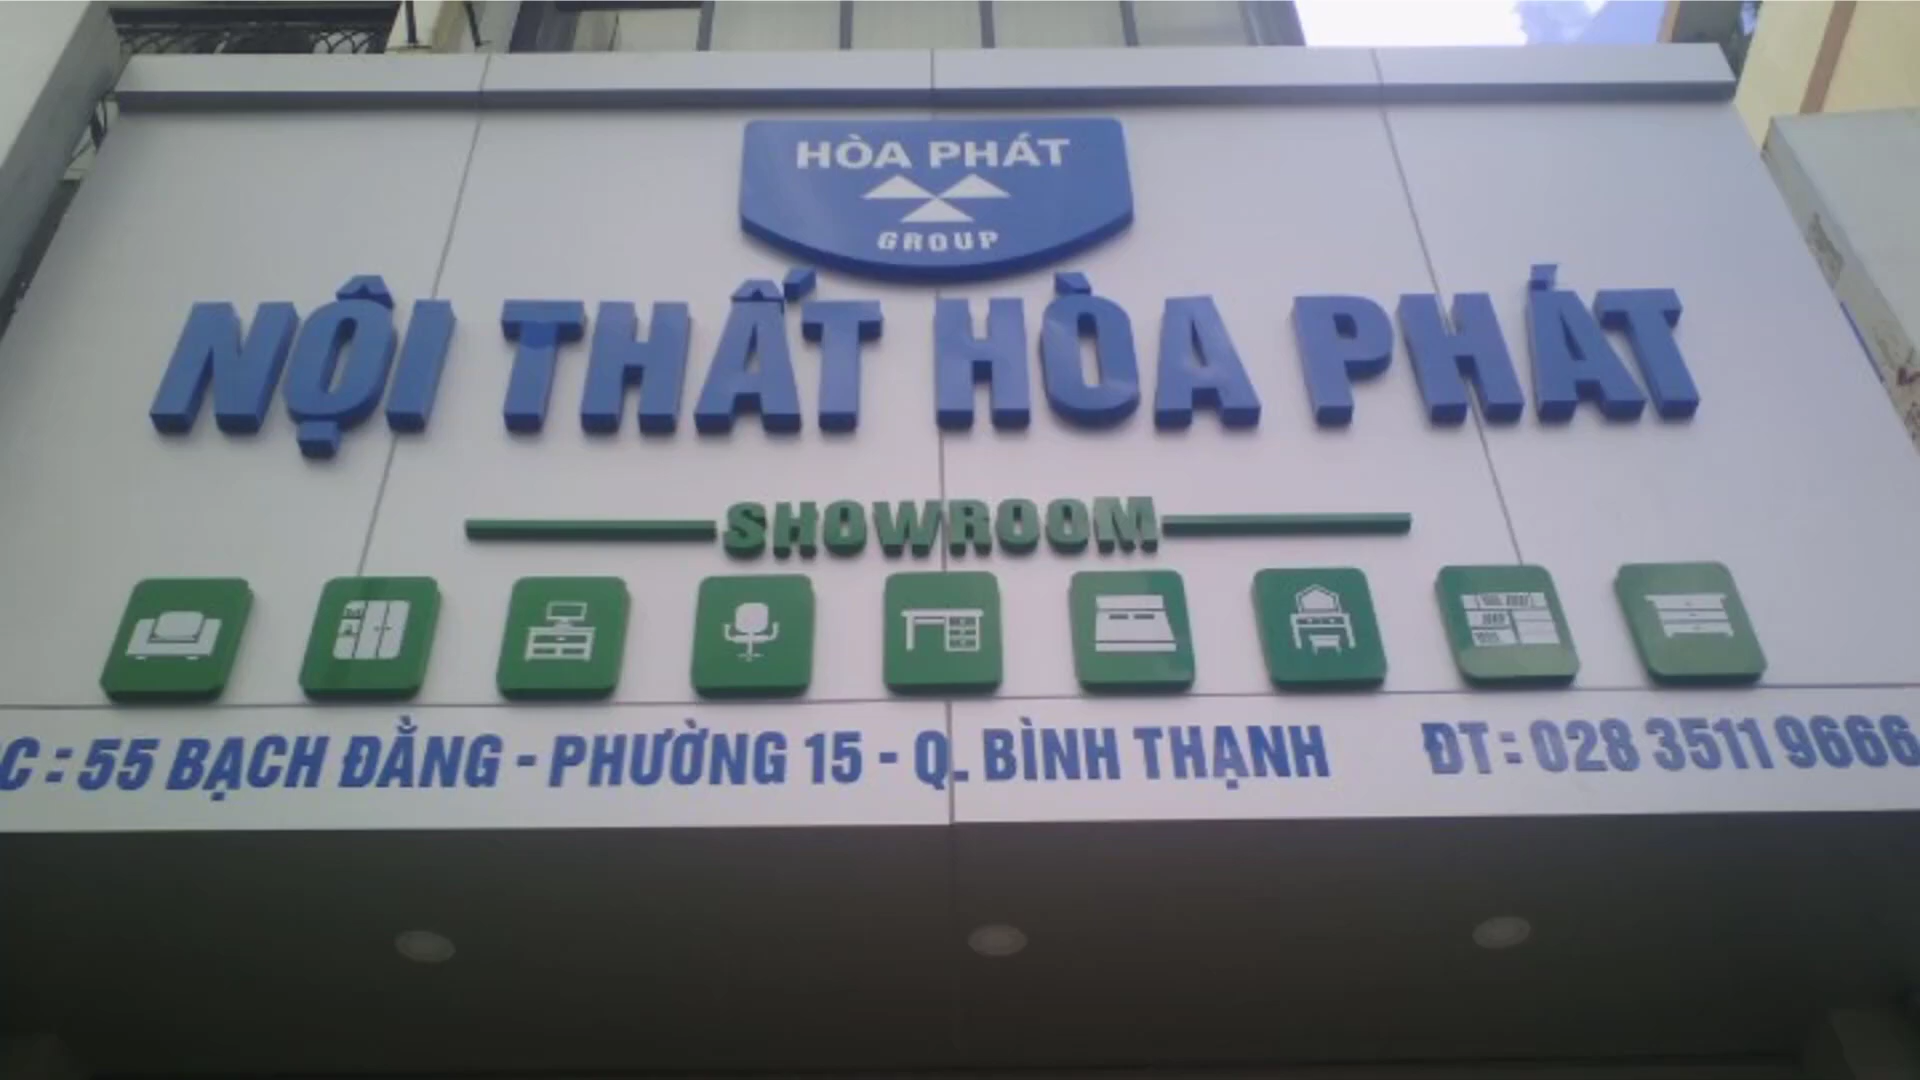 HÒA PHÁT
GROUP
NỘI THẤT HÒA PHÁT
SHOWROOM
C : 55 BẠCH ĐẰNG - PHƯỜNG 15 - Q. BÌNH THẠNH ĐT : 028 3511 9666